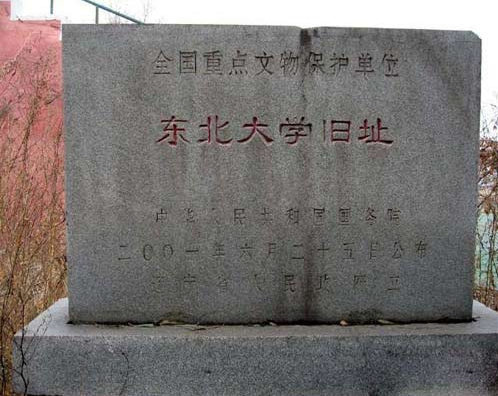 全国重点文物保护单位
东北大学旧址
中华人民共和国国务院
二〇〇一年六月二十五日公布
辽宁省人民政府立